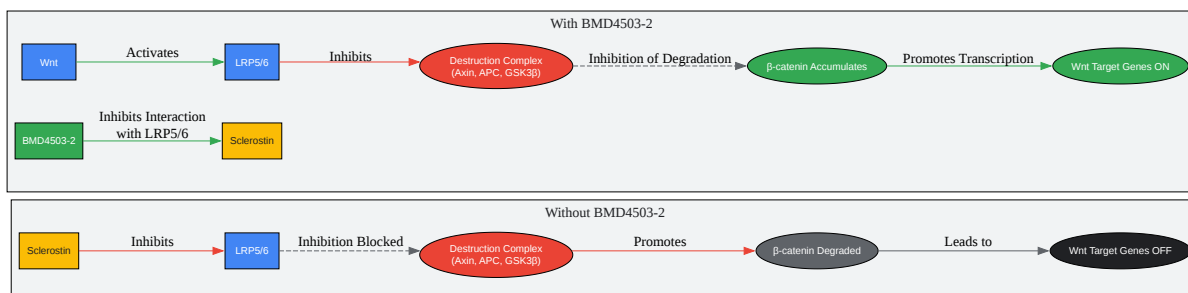 With BMD4503-2
Wnt
Activates
LRP5/6
Inhibits
Destruction Complex
(Axin, APC, GSK3β)
Inhibition of Degradation
β-catenin Accumulates
Promotes Transcription
Wnt Target Genes ON
BMD4503-2
Inhibits Interaction
with LRP5/6
Sclerostin
Without BMD4503-2
Sclerostin
Inhibits
LRP5/6
Inhibition Blocked
Destruction Complex
(Axin, APC, GSK3β)
Promotes
β-catenin Degraded
Leads to
Wnt Target Genes OFF